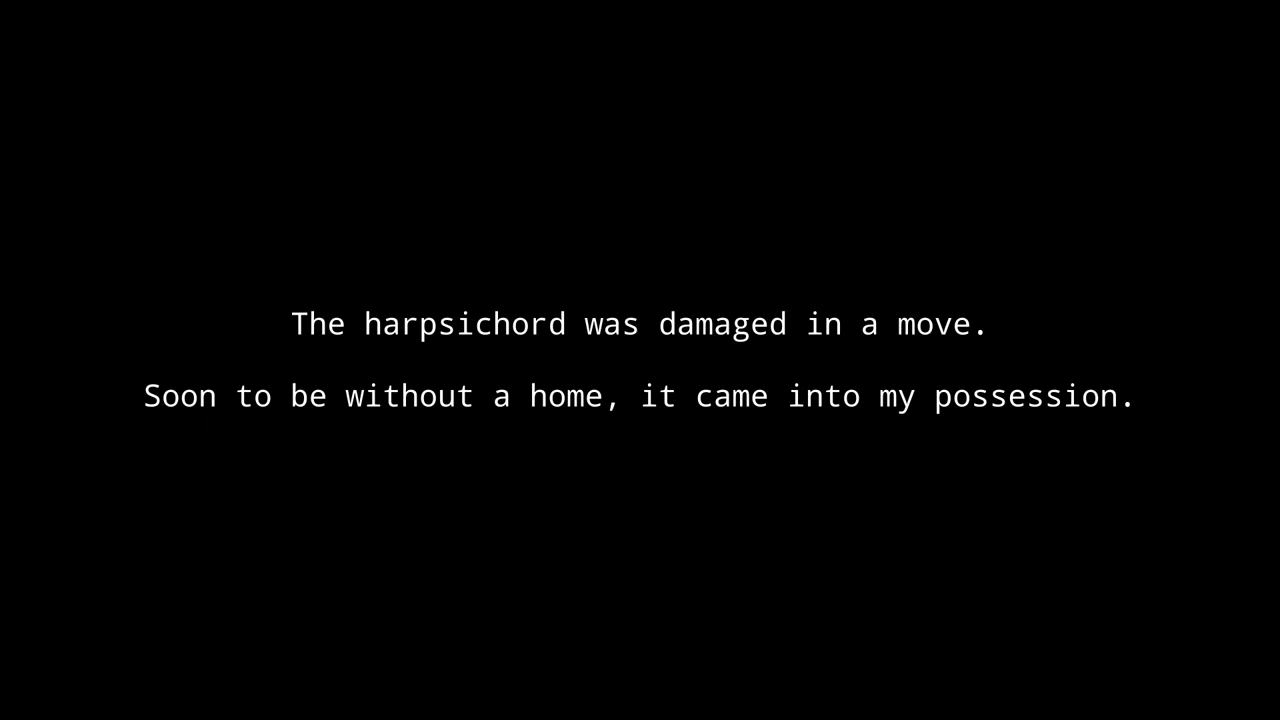 The harpsichord was damaged in a move.
Soon to be without a home, it came into my possession.